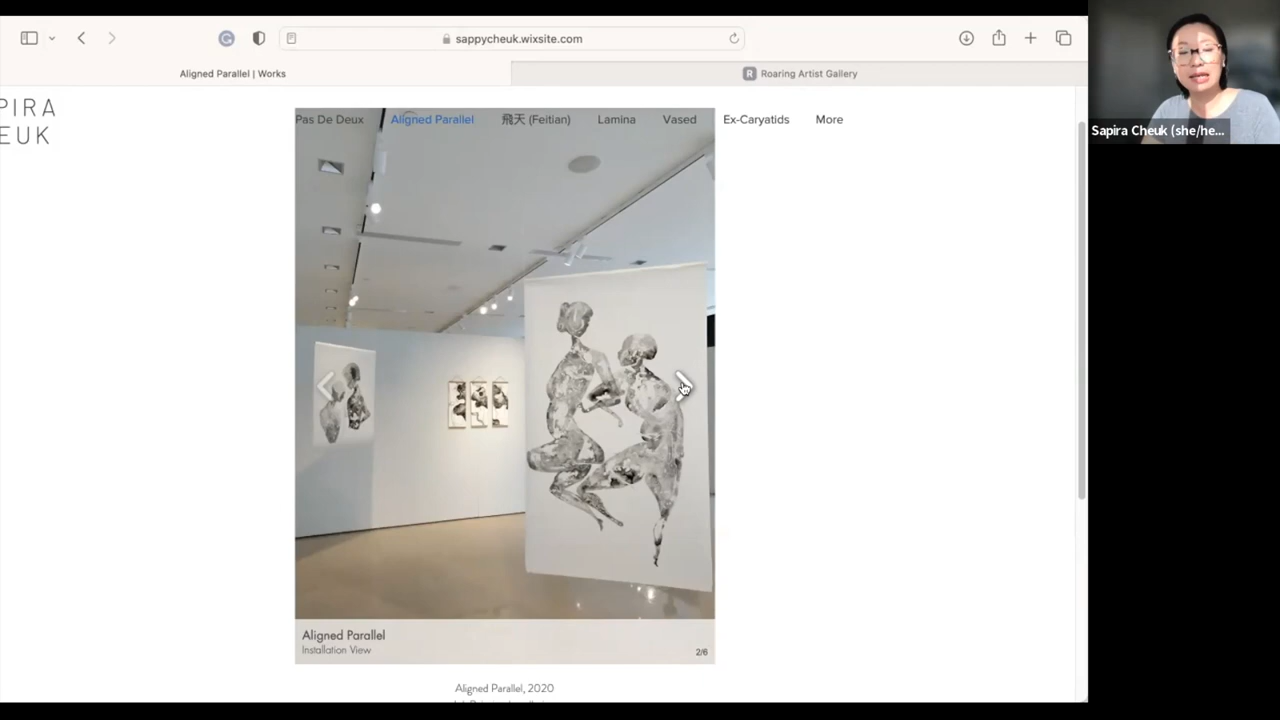 sappycheuk.wixsite.com
Aligned Parallel | Works
R Roaring Artist Gallery
PIRA
EUK
Pas De Deux Aligned Parallel 飛天 (Feitian) Lamina Vased Ex-Caryatids More
Sapira Cheuk (she/he...
Aligned Parallel
Installation View
2/6
Aligned Parallel, 2020